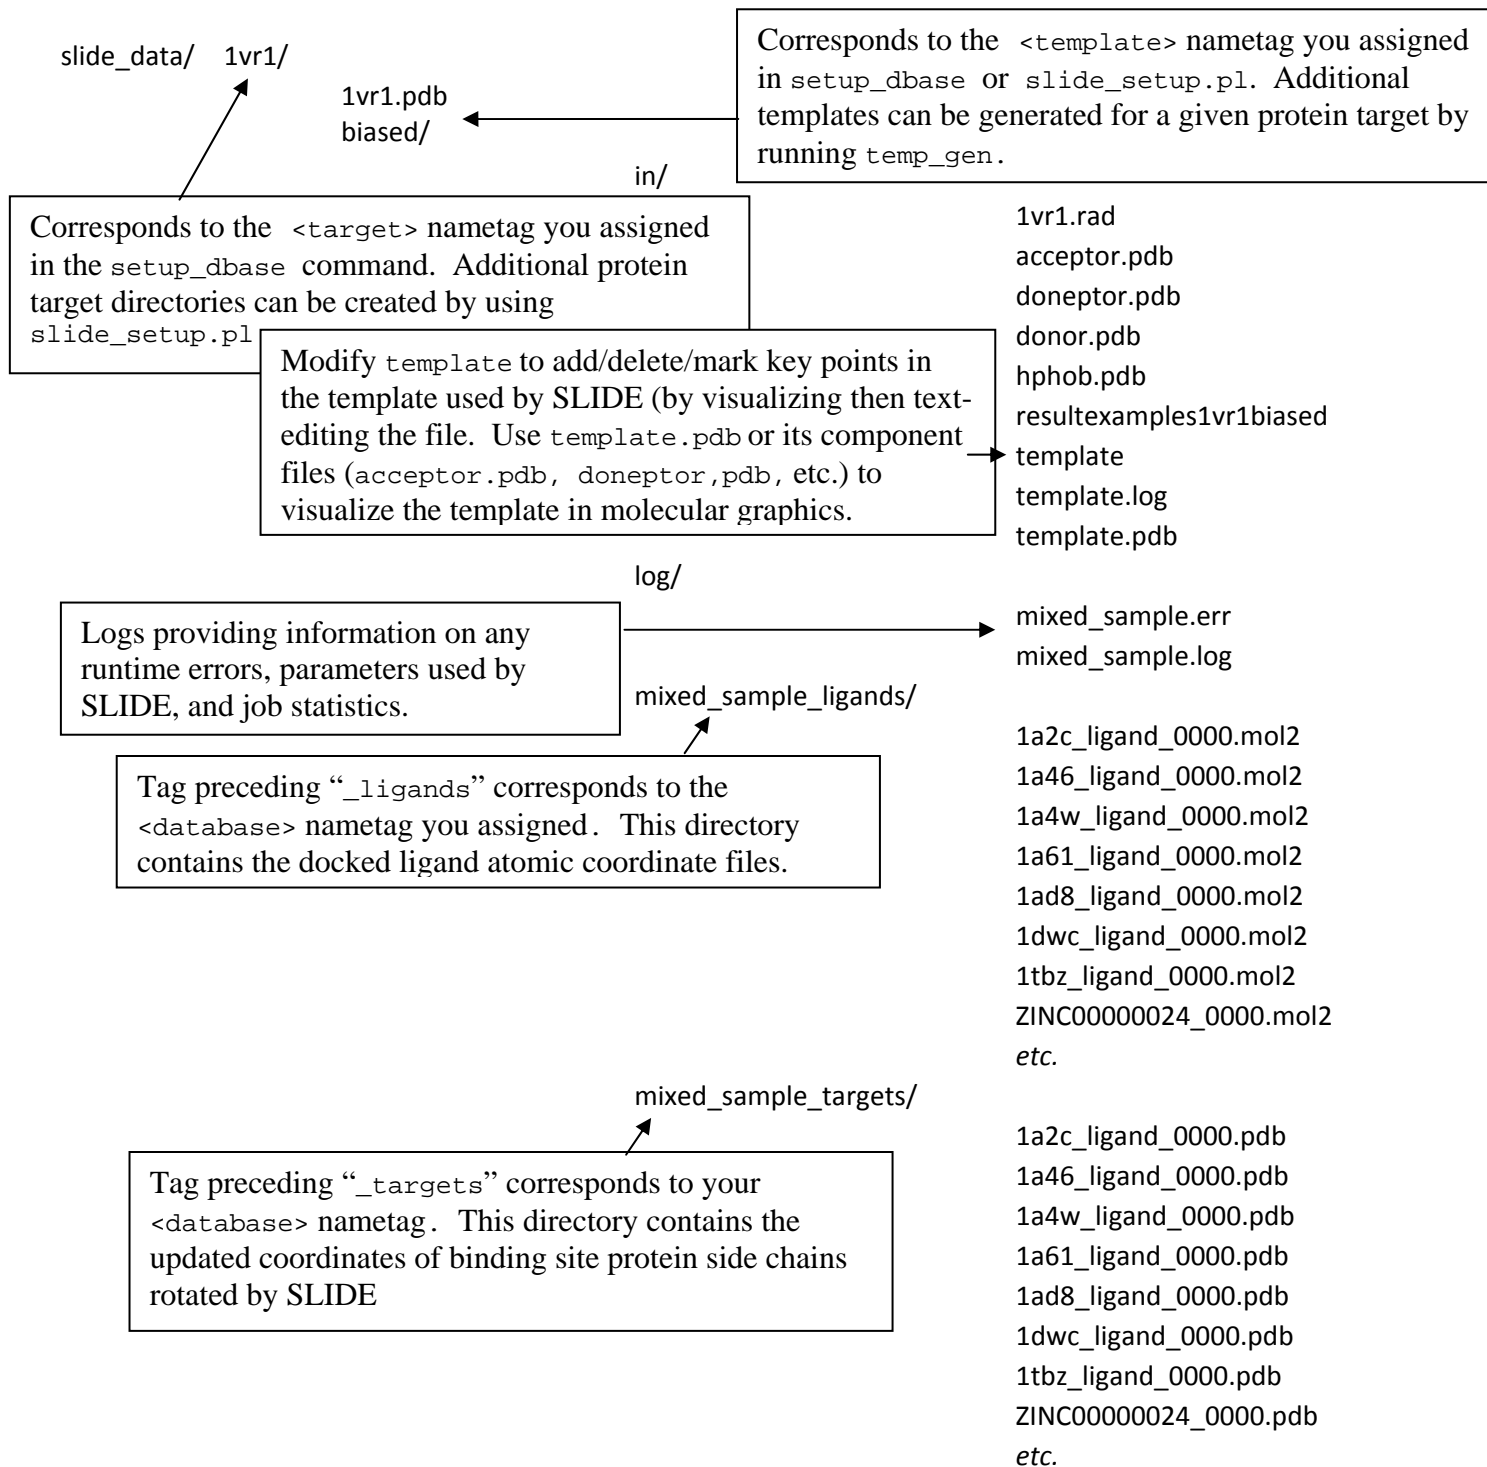 slide_data/ 1vr1/
1vr1.pdb
biased/
Corresponds to the <template> nametag you assigned
in setup_dbase or slide_setup.pl. Additional
templates can be generated for a given protein target by
running temp_gen.
in/
Corresponds to the <target> nametag you assigned
in the setup_dbase command. Additional protein
target directories can be created by using
slide_setup.pl
1vr1.rad
acceptor.pdb
doneptor.pdb
donor.pdb
hphob.pdb
resultexamples1vr1biased
template
template.log
template.pdb
Modify template to add/delete/mark key points in
the template used by SLIDE (by visualizing then text-
editing the file. Use template.pdb or its component
files (acceptor.pdb, doneptor,pdb, etc.) to
visualize the template in molecular graphics.
log/
Logs providing information on any
runtime errors, parameters used by
SLIDE, and job statistics.
mixed_sample.err
mixed_sample.log
mixed_sample_ligands/
Tag preceding “_ligands” corresponds to the
<database> nametag you assigned. This directory
contains the docked ligand atomic coordinate files.
1a2c_ligand_0000.mol2
1a46_ligand_0000.mol2
1a4w_ligand_0000.mol2
1a61_ligand_0000.mol2
1ad8_ligand_0000.mol2
1dwc_ligand_0000.mol2
1tbz_ligand_0000.mol2
ZINC00000024_0000.mol2
etc.
mixed_sample_targets/
Tag preceding “_targets” corresponds to your
<database> nametag. This directory contains the
updated coordinates of binding site protein side chains
rotated by SLIDE
1a2c_ligand_0000.pdb
1a46_ligand_0000.pdb
1a4w_ligand_0000.pdb
1a61_ligand_0000.pdb
1ad8_ligand_0000.pdb
1dwc_ligand_0000.pdb
1tbz_ligand_0000.pdb
ZINC00000024_0000.pdb
etc.